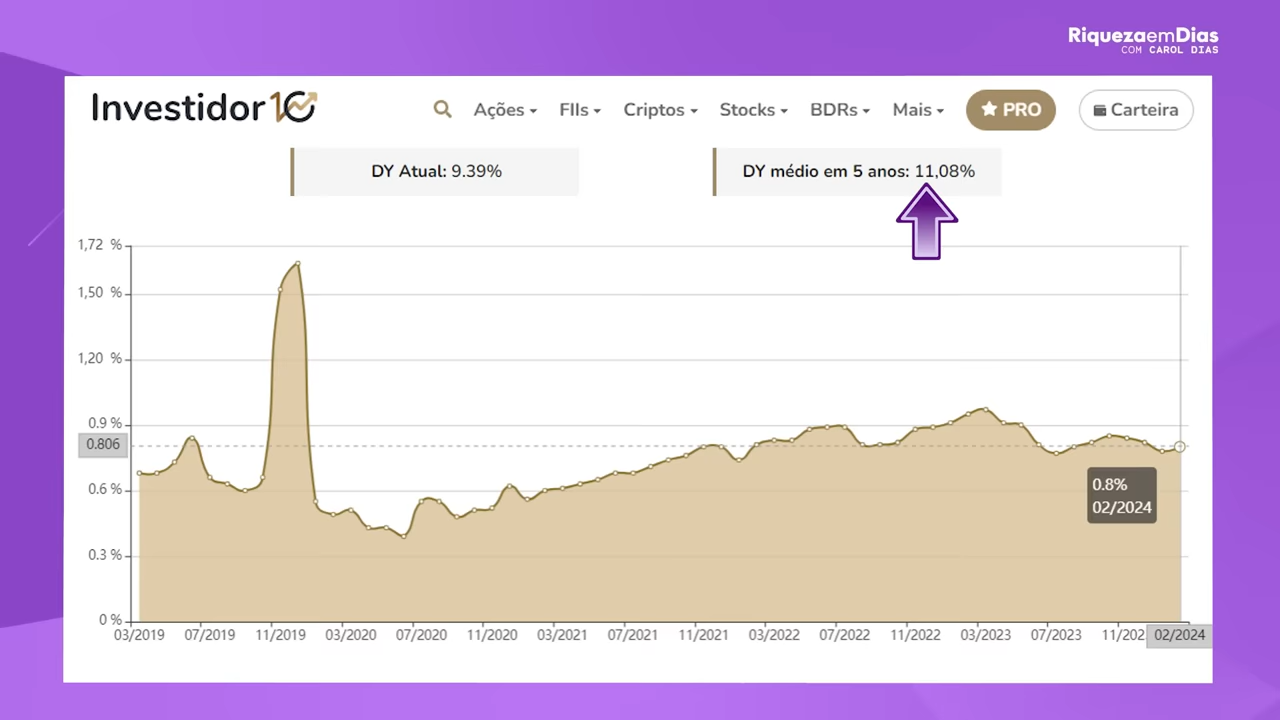 RiquezaemDias
COM CAROL DIAS
Investidor10
Ações
FIIs
Criptos
Stocks
BDRs
Mais
PRO
Carteira
DY Atual: 9.39%
DY médio em 5 anos: 11,08%
1,72 %
1,50 %
1,20 %
0.9 %
0.806
0.6 %
0.3 %
0 %
0.8%
02/2024
03/2019 07/2019 11/2019 03/2020 07/2020 11/2020 03/2021 07/2021 11/2021 03/2022 07/2022 11/2022 03/2023 07/2023 11/202 02/2024